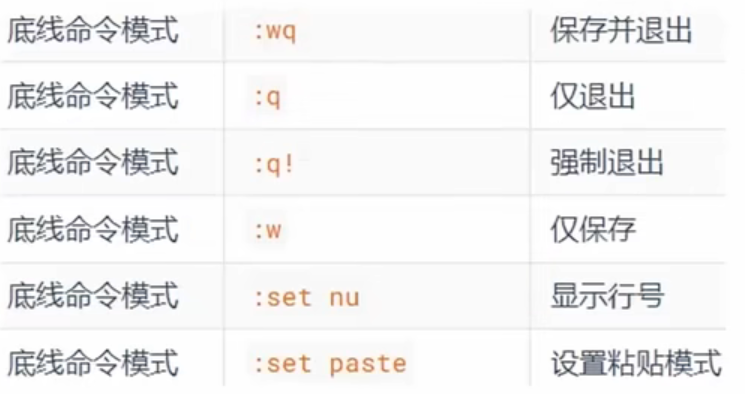 底线命令模式 :wq 保存并退出
底线命令模式 :q 仅退出
底线命令模式 :q! 强制退出
底线命令模式 :w 仅保存
底线命令模式 :set nu 显示行号
底线命令模式 :set paste 设置粘贴模式